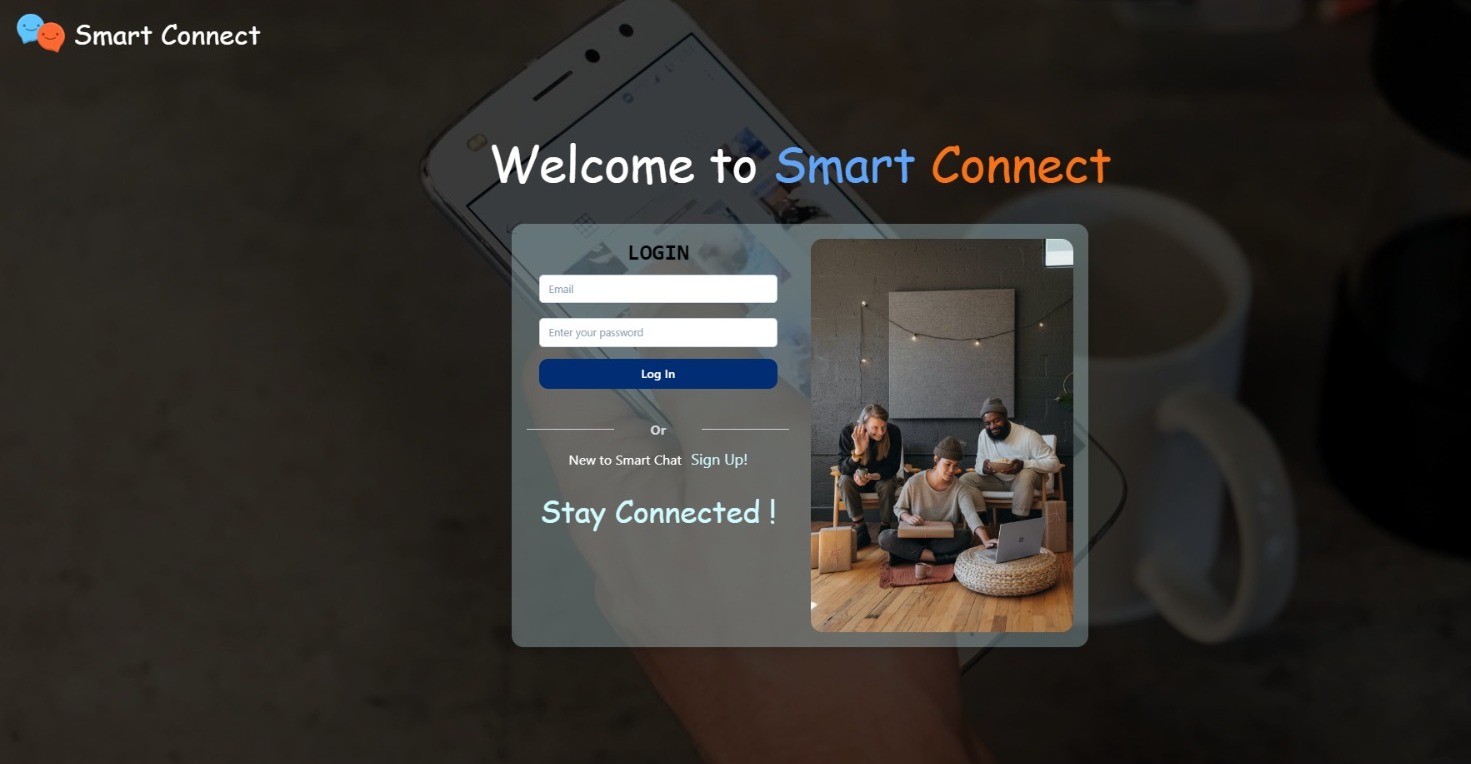 Smart Connect
Welcome to Smart Connect
LOGIN
Email
Enter your password
Log In
Or
New to Smart Chat Sign Up!
Stay Connected !